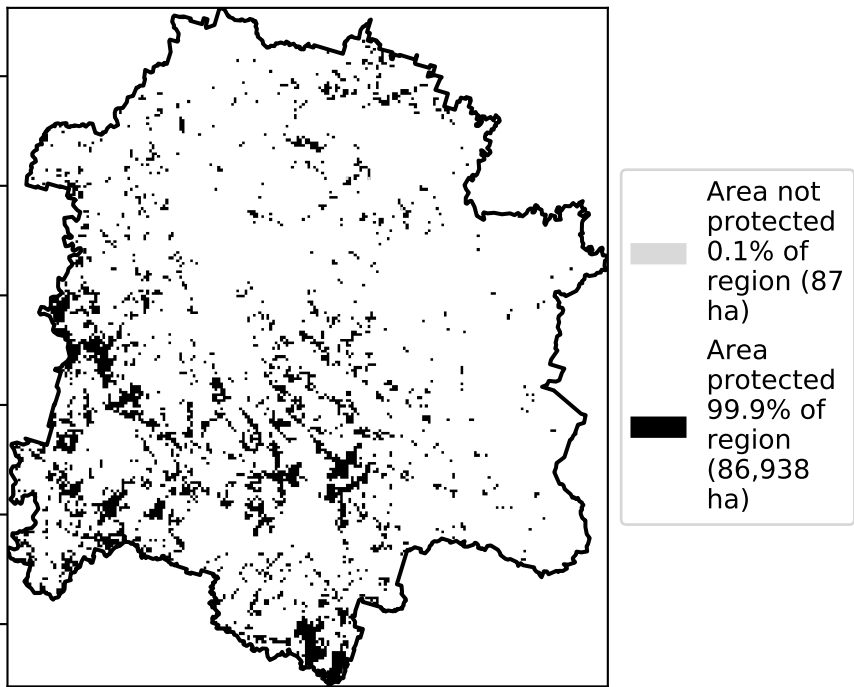 Area not
protected
0.1% of
region (87
ha)
Area
protected
99.9% of
region
(86,938
ha)